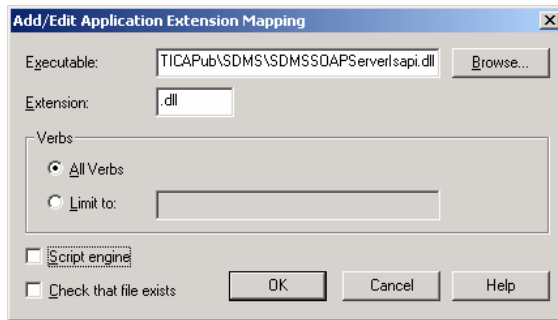 Add/Edit Application Extension Mapping
Executable: TICAPub\SDMS\SDMSSOAPServerIsapi.dll Browse...
Extension: .dll
Verbs
All Verbs
Limit to:
Script engine
Check that file exists OK Cancel Help